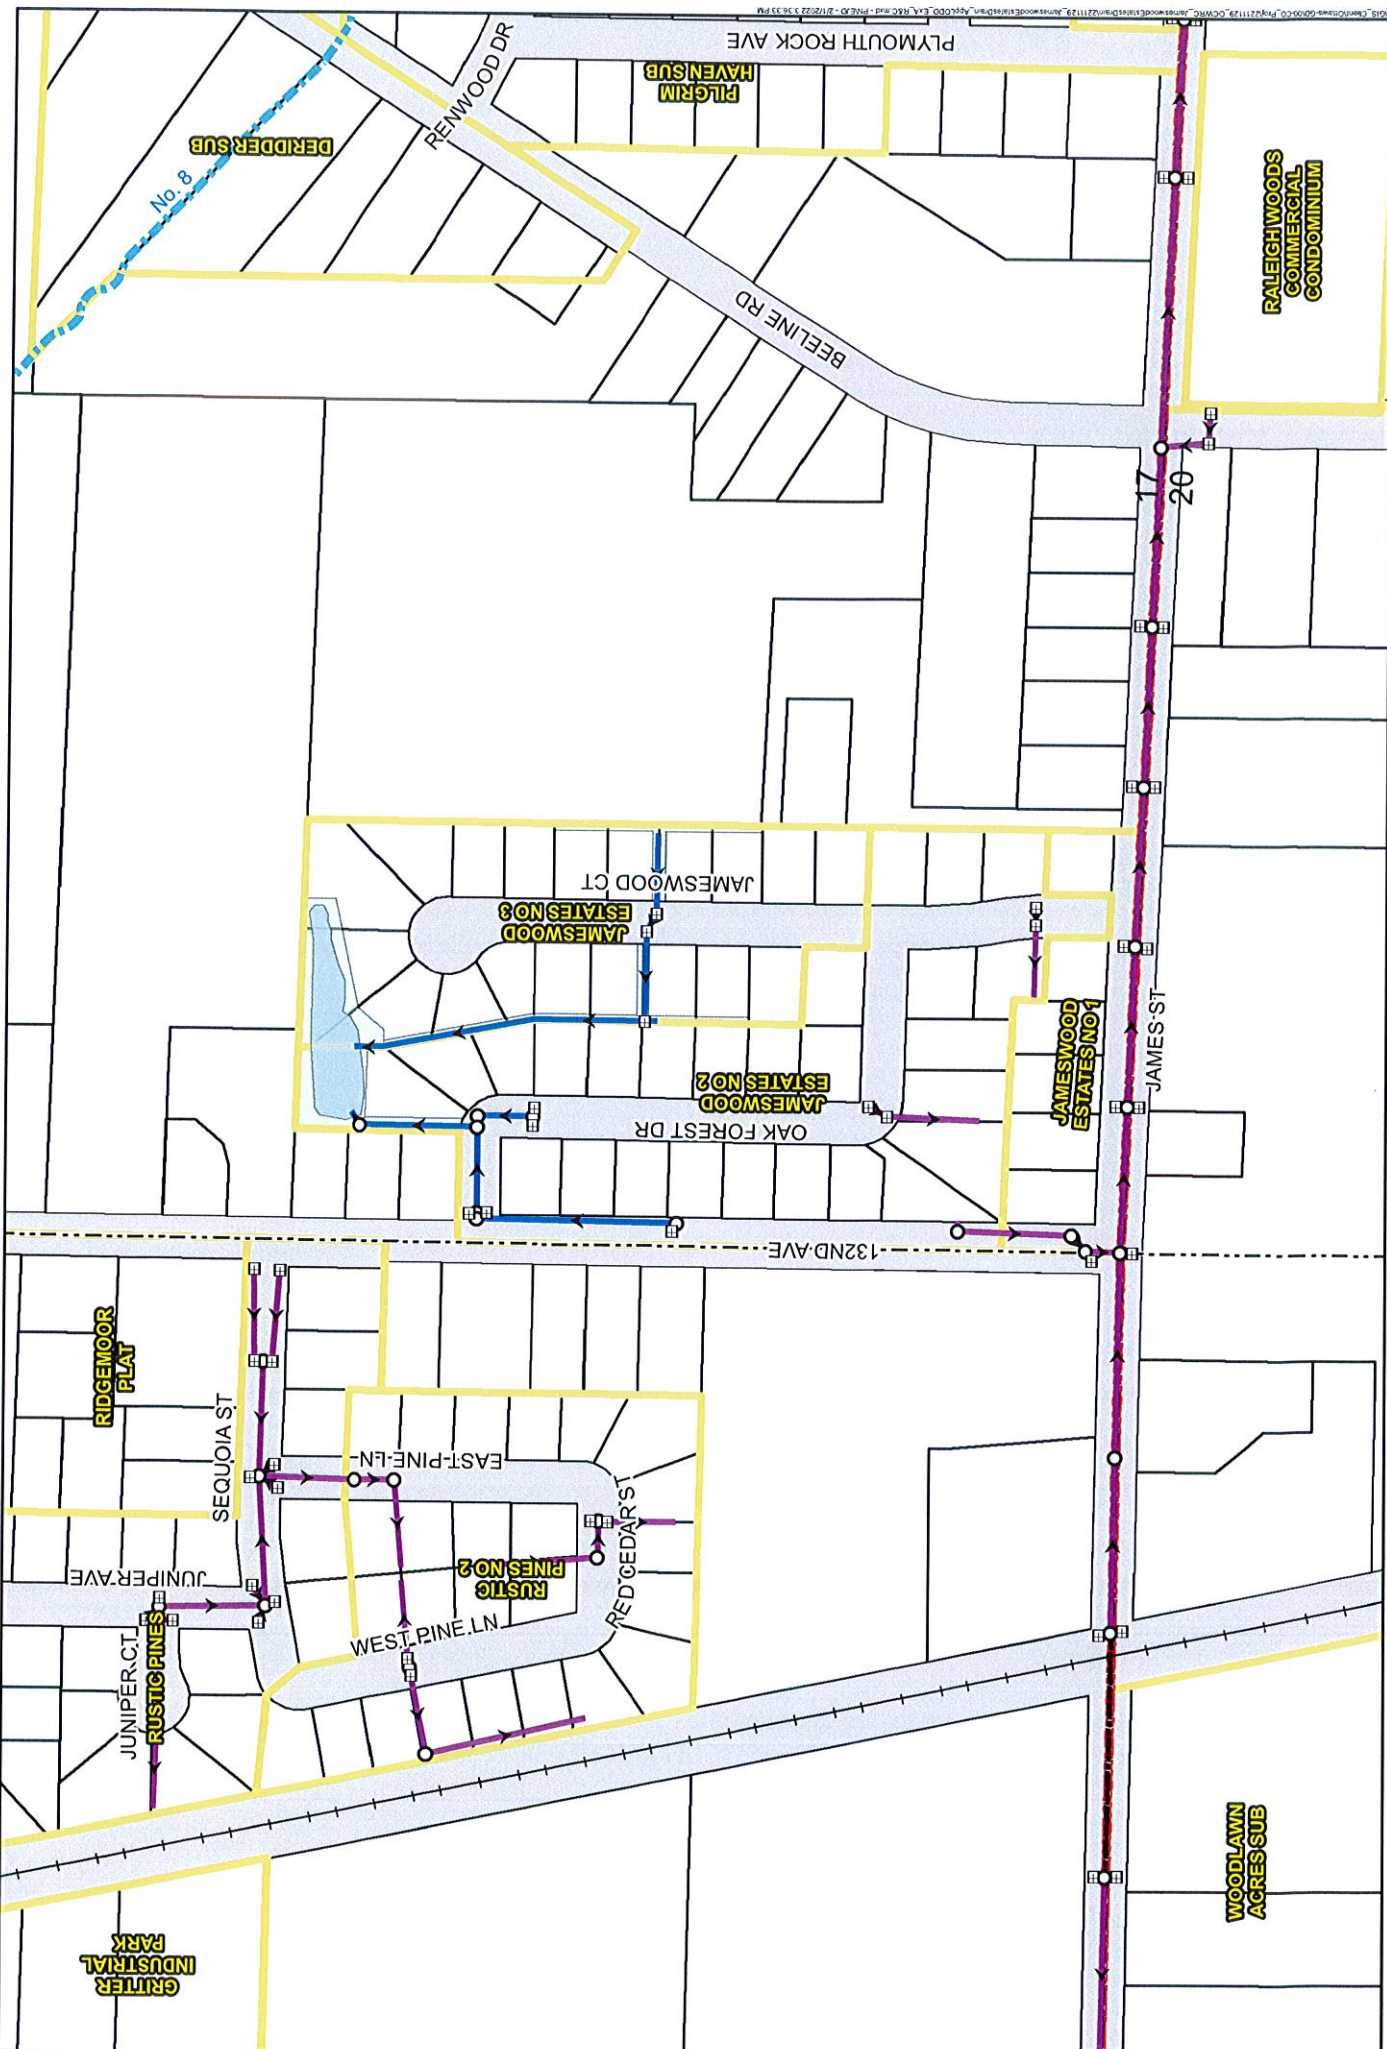 PLYMOUTH ROCK AVE
RENWOOD DR
PILGRIM
HAVEN SUB
DERIDDER SUB
No. 8
RALEIGH WOODS
COMMERCIAL
CONDOMINIUM
BEELINE RD
17
20
JAMESWOOD CT
JAMESWOOD
ESTATES NO 3
JAMESWOOD
ESTATES NO 1
JAMES ST
JAMESWOOD
ESTATES NO 2
OAK FOREST DR
132ND AVE
RIDGEMOOR
PLAT
SEQUOIA ST
EAST PINE LN
RED CEDAR ST
RUSTIC
PINES NO 2
JUNIPER AVE
WEST PINE LN
JUNIPER CT
RUSTIC PINES
WOODLAWN
ACRES SUB
GRITTER
INDUSTRIAL
PARK